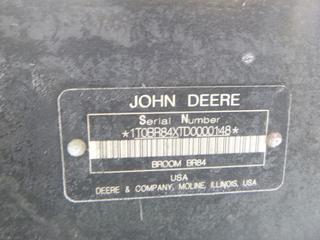 JOHN DEERE
Serial Number
*1T0BR84XTD0000148*
BROOM BR84
USA
DEERE & COMPANY, MOLINE, ILLINOIS, USA